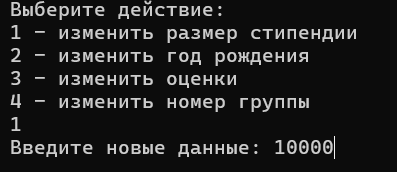 Выберите действие:
1 - изменить размер стипендии
2 - изменить год рождения
3 - изменить оценки
4 - изменить номер группы
1
Введите новые данные: 10000